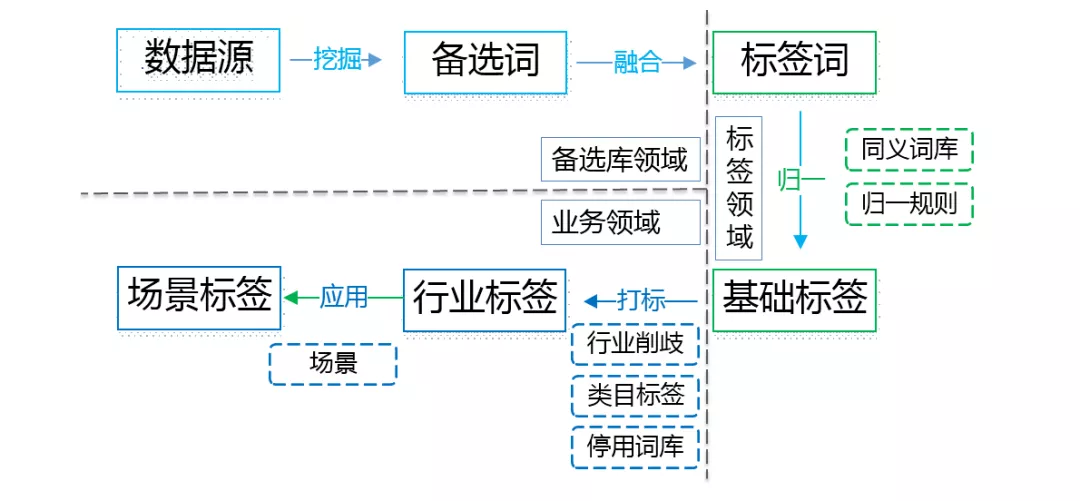 数据源
挖掘
备选词
融合
标签词
备选库领域
标签领域
归一
同义词库
归一规则
业务领域
场景标签
应用
行业标签
打标
基础标签
场景
行业削歧
类目标签
停用词库